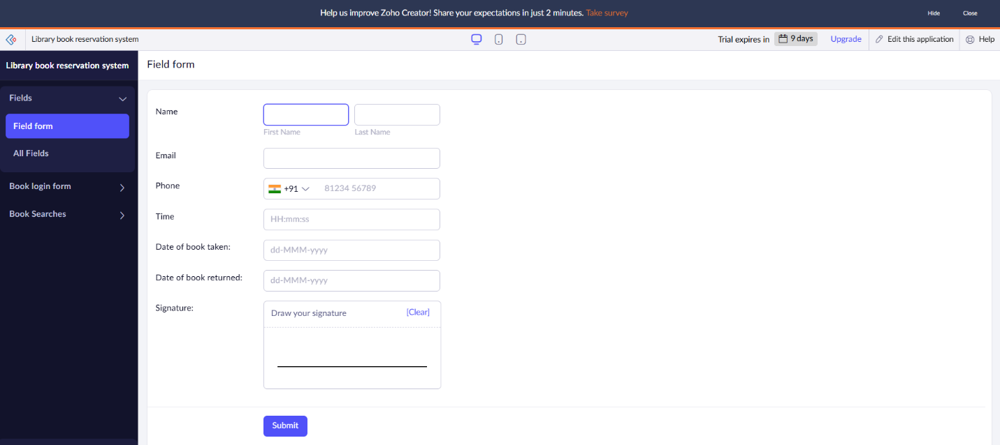 Help us improve Zoho Creator! Share your expectations in just 2 minutes. Take survey Hide Close
Library book reservation system Trial expires in 9 days Upgrade Edit this application Help
Library book reservation system
Field form
Fields
Field form
All Fields
Book login form
Book Searches
Name
First Name Last Name
Email
Phone +91 81234 56789
Time HH:mm:ss
Date of book taken: dd-MMM-yyyy
Date of book returned: dd-MMM-yyyy
Signature: Draw your signature [Clear]
Submit